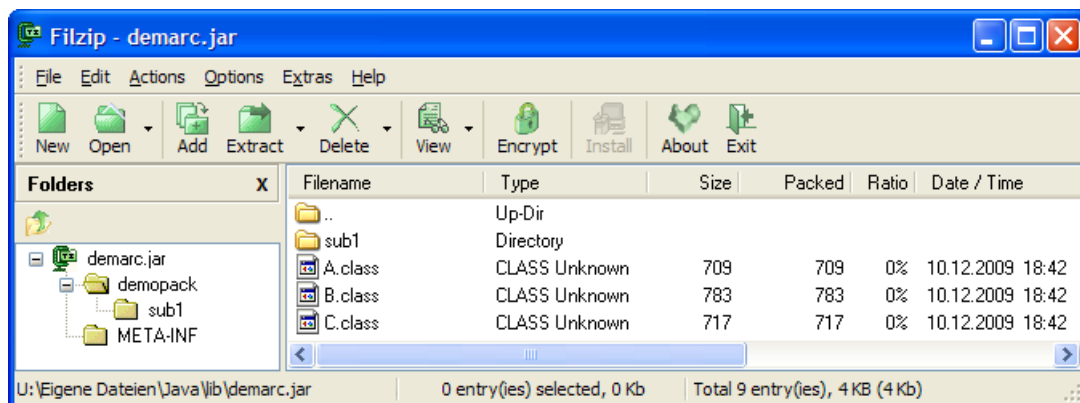 Filzip - demarc.jar
File Edit Actions Options Extras Help
New Open Add Extract Delete View Encrypt Install About Exit
Folders X
Filename Type Size Packed Ratio Date / Time
.. Up-Dir
sub1 Directory
A.class CLASS Unknown 709 709 0% 10.12.2009 18:42
B.class CLASS Unknown 783 783 0% 10.12.2009 18:42
C.class CLASS Unknown 717 717 0% 10.12.2009 18:42
demarc.jar
demopack
sub1
META-INF
U:\Eigene Dateien\Java\lib\demarc.jar 0 entry(ies) selected, 0 Kb Total 9 entry(ies), 4 KB (4 Kb)